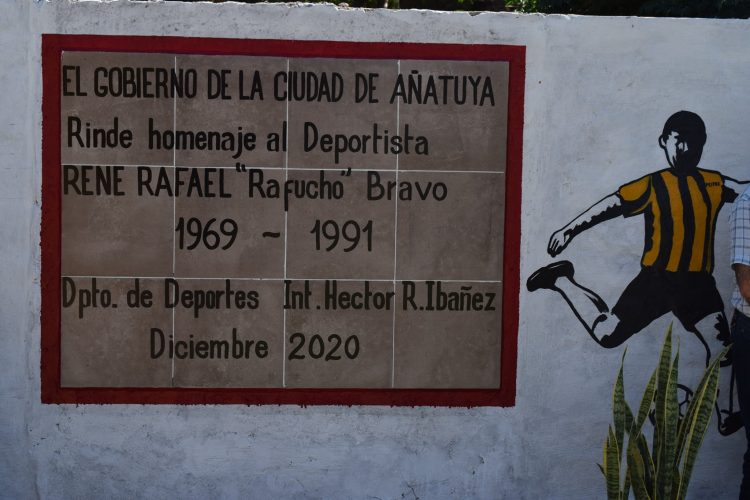 EL GOBIERNO DE LA CIUDAD DE AÑATUYA
Rinde homenaje al Deportista
RENE RAFAEL "Rafucho" Bravo
1969 - 1991
Dpto. de Deportes Int. Hector R. Ibañez
Diciembre 2020